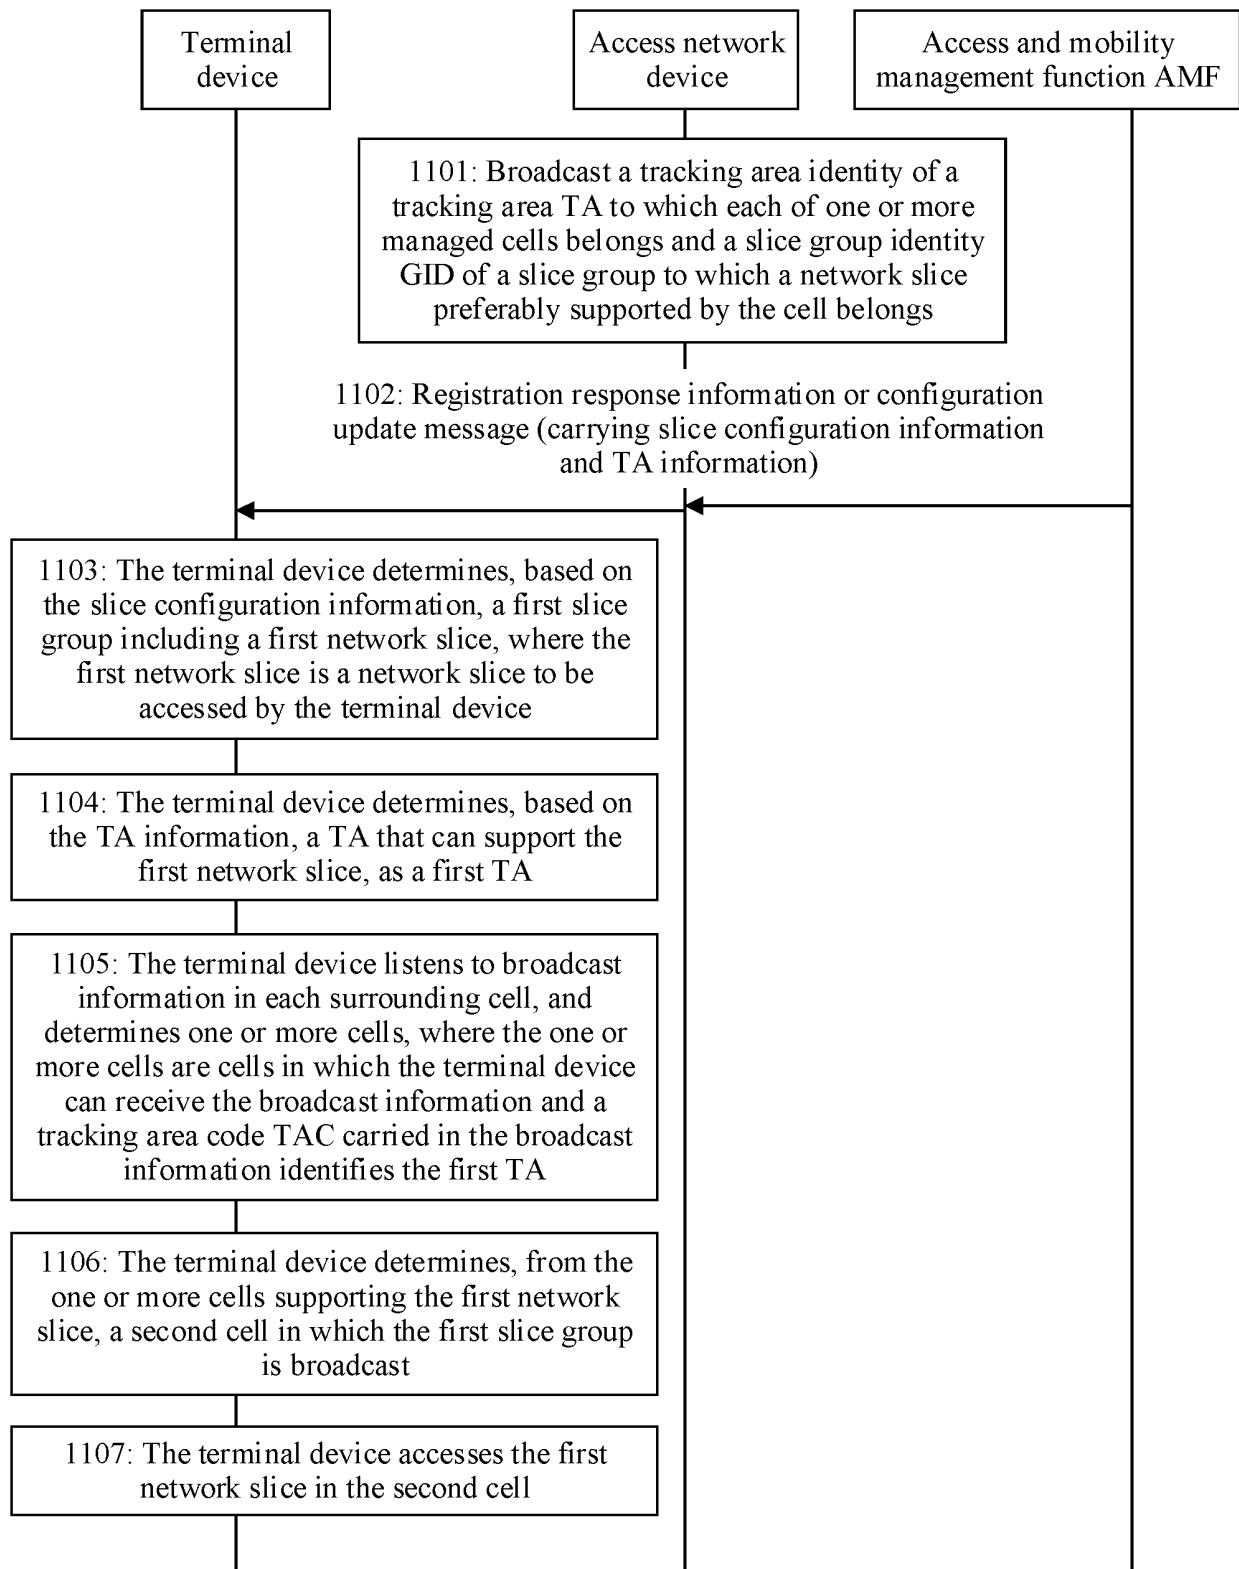 Terminal
device
Access network
device
Access and mobility
management function AMF
1101: Broadcast a tracking area identity of a
tracking area TA to which each of one or more
managed cells belongs and a slice group identity
GID of a slice group to which a network slice
preferably supported by the cell belongs
1102: Registration response information or configuration
update message (carrying slice configuration information
and TA information)
1103: The terminal device determines, based on
the slice configuration information, a first slice
group including a first network slice, where the
first network slice is a network slice to be
accessed by the terminal device
1104: The terminal device determines, based on
the TA information, a TA that can support the
first network slice, as a first TA
1105: The terminal device listens to broadcast
information in each surrounding cell, and
determines one or more cells, where the one or
more cells are cells in which the terminal device
can receive the broadcast information and a
tracking area code TAC carried in the broadcast
information identifies the first TA
1106: The terminal device determines, from the
one or more cells supporting the first network
slice, a second cell in which the first slice group
is broadcast
1107: The terminal device accesses the first
network slice in the second cell